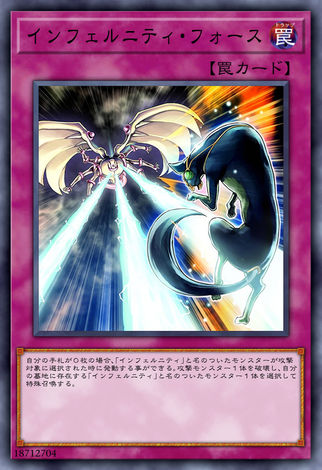 インフェルニティ・フォース
トラップ
罠
【罠カード】
自分の手札が0枚の場合、「インフェルニティ」と名のついたモンスターが攻撃
対象に選択された時に発動する事ができる。攻撃モンスター1体を破壊し、自分
の墓地に存在する「インフェルニティ」と名のついたモンスター1体を選択して
特殊召喚する。
18712704